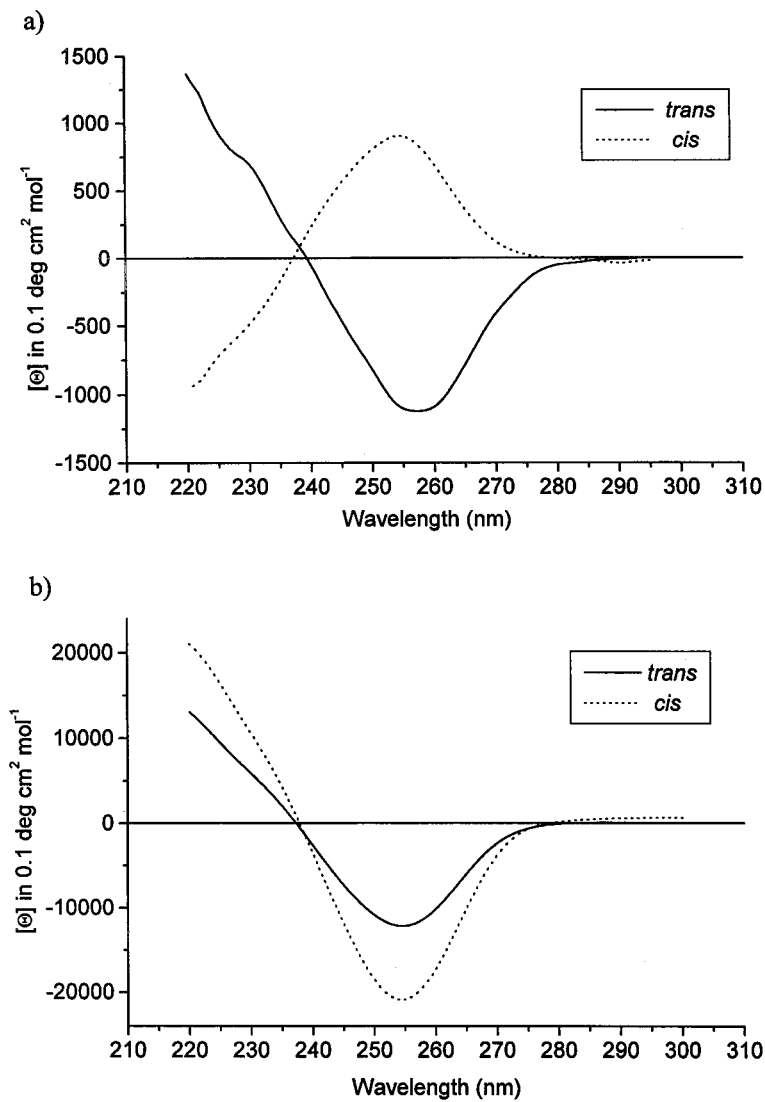 a)
1500
1000
500
0
-500
-1000
-1500
[Θ] in 0.1 deg cm² mol⁻¹
trans
cis
210 220 230 240 250 260 270 280 290 300 310
Wavelength (nm)
b)
20000
10000
0
-10000
-20000
[Θ] in 0.1 deg cm² mol⁻¹
trans
cis
210 220 230 240 250 260 270 280 290 300 310
Wavelength (nm)